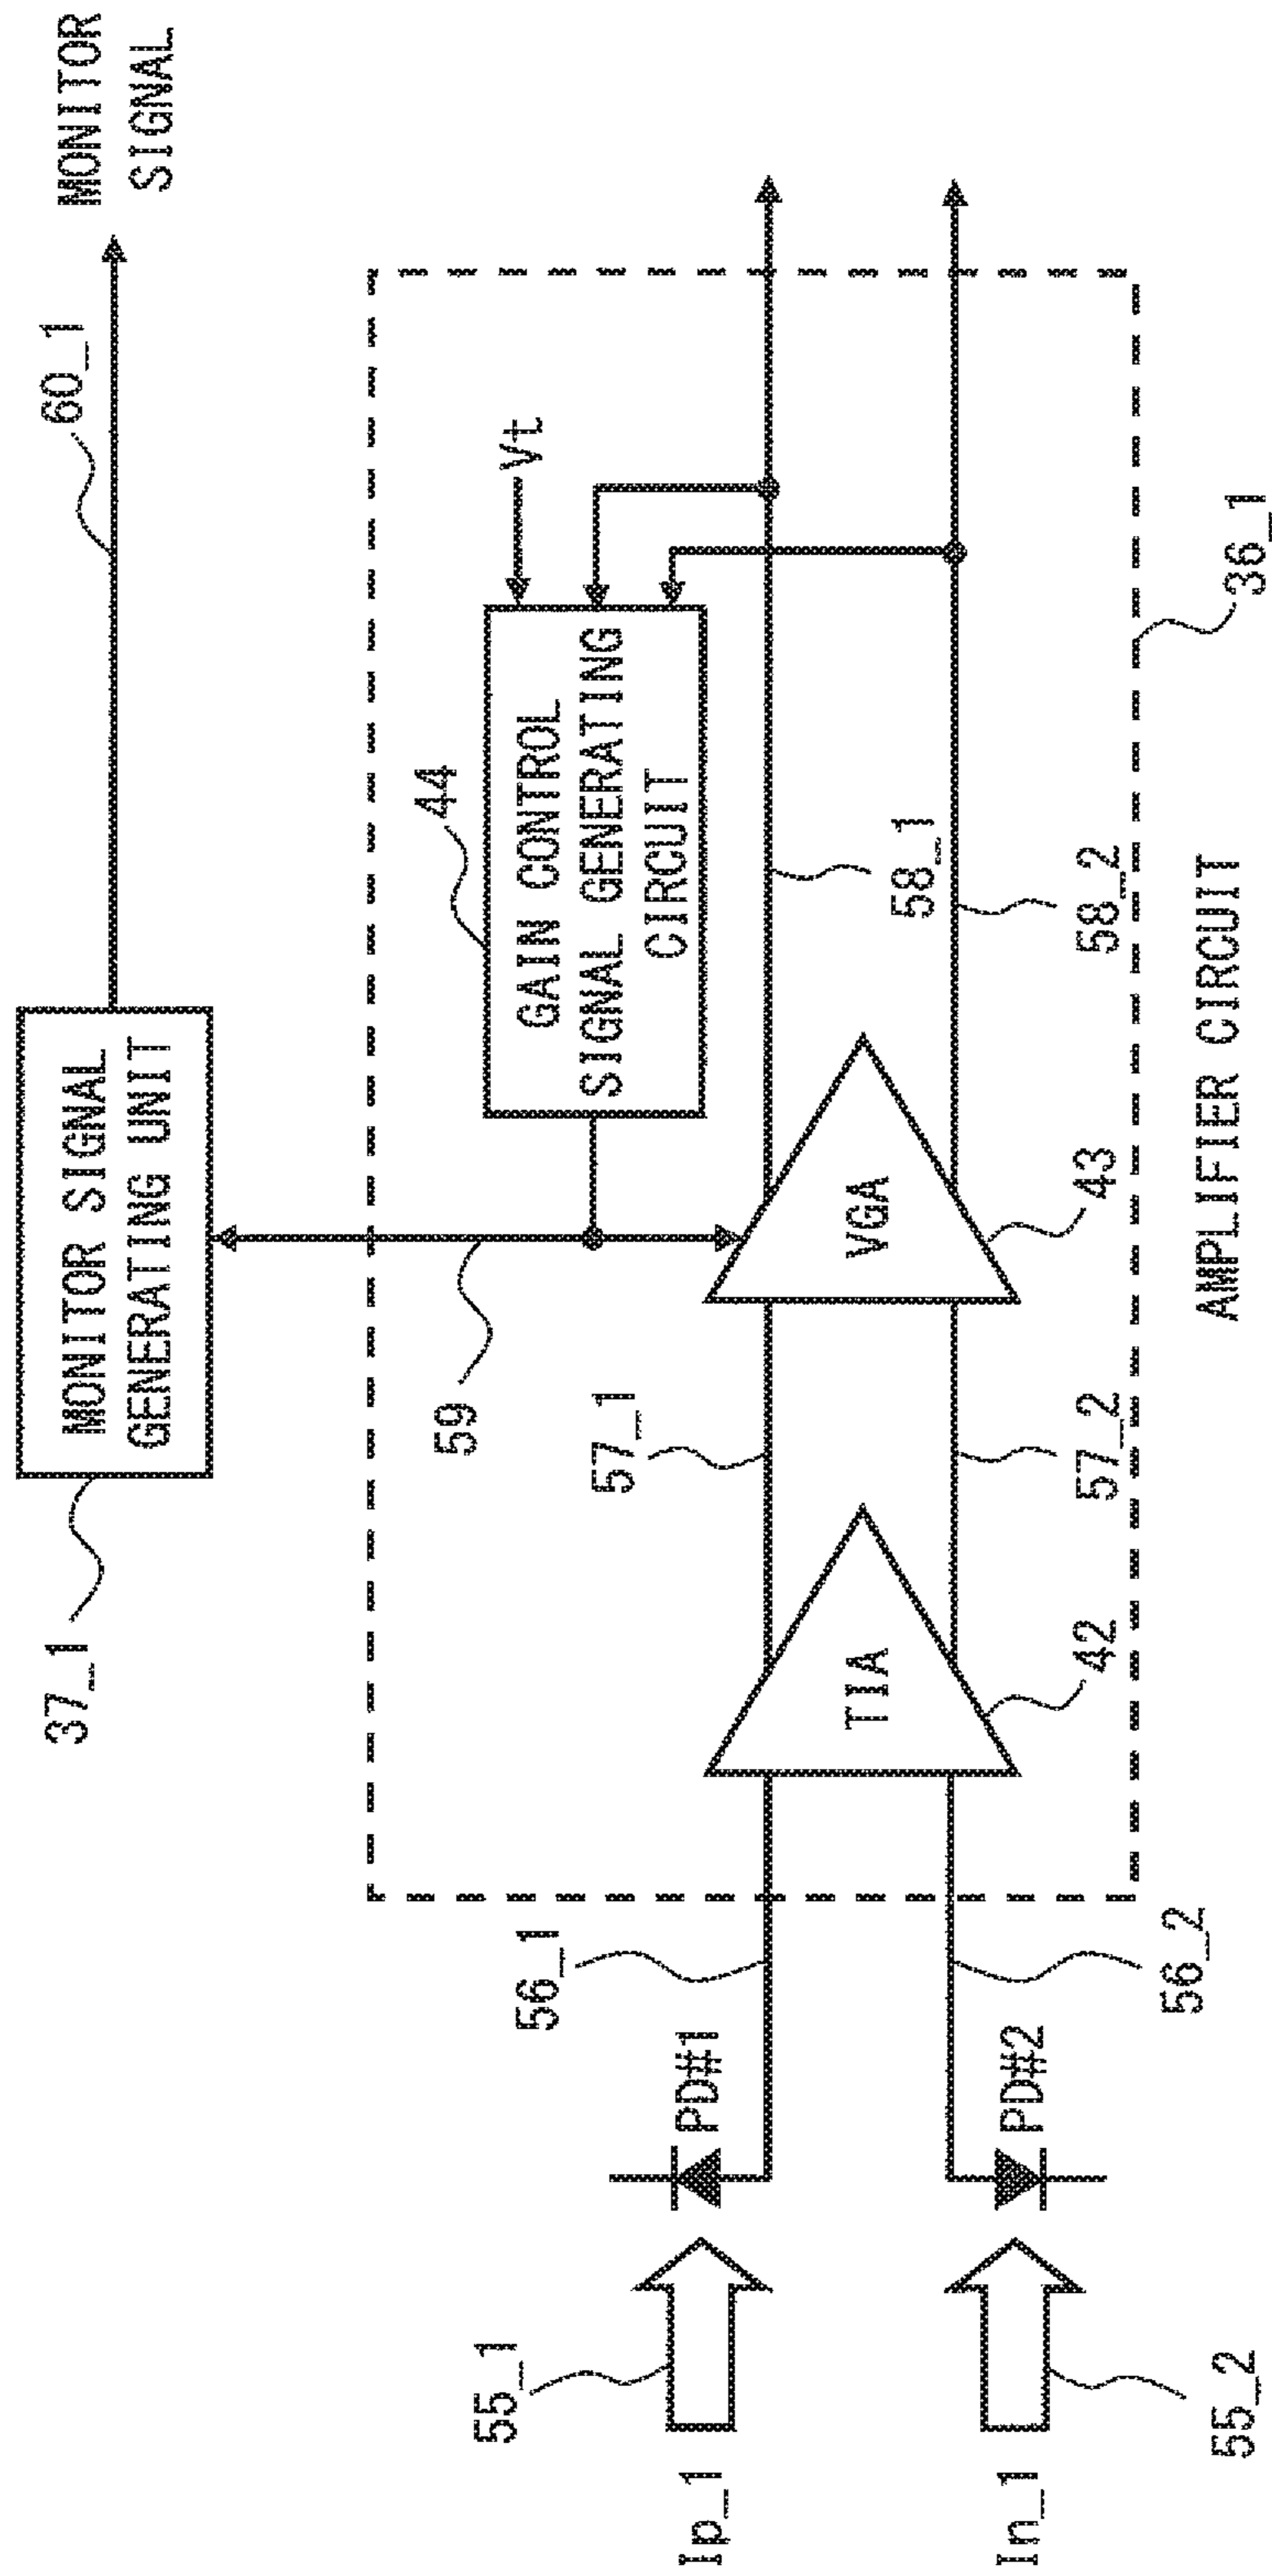 MONITOR
SIGNAL
60_1
MONITOR SIGNAL
GENERATING UNIT
37_1
59
44
Vt
GAIN CONTROL
SIGNAL GENERATING
CIRCUIT
55_1
Ip_1
PD#1
56_1
57_1
58_1
TIA
VGA
In_1
55_2
PD#2
56_2
42
57_2
43
58_2
36_1
AMPLIFIER CIRCUIT